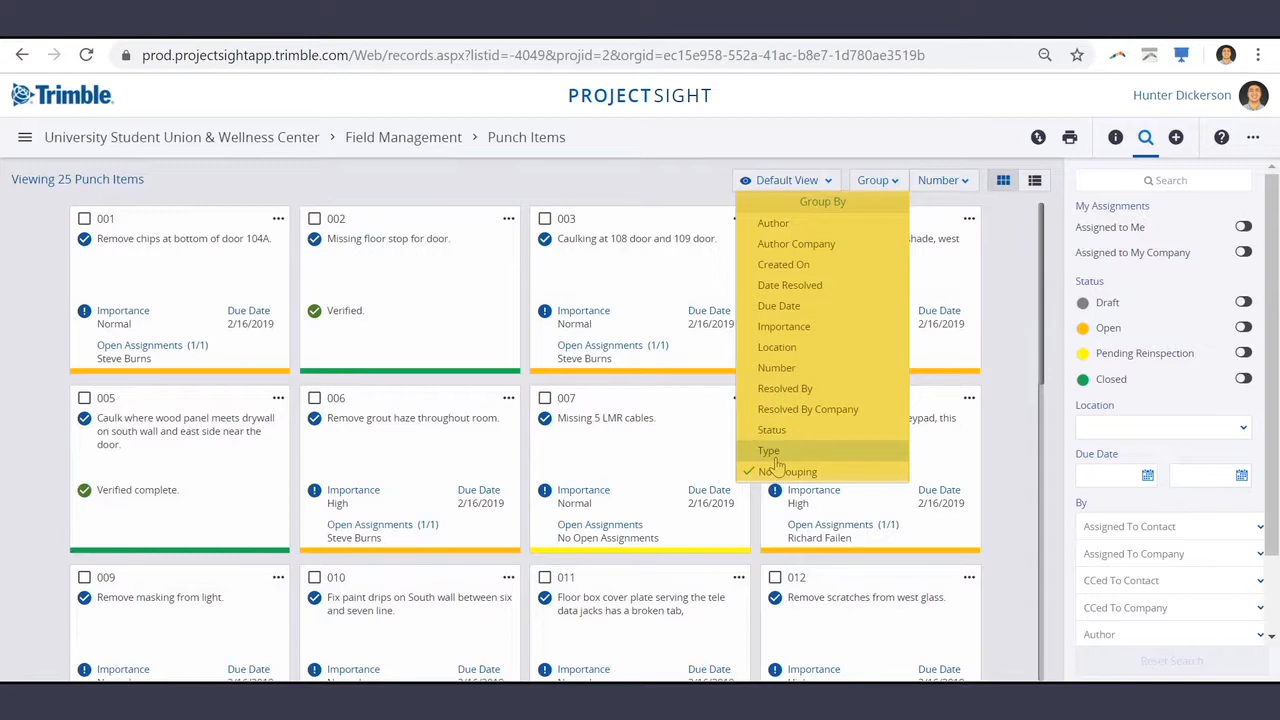 prod.projectsightapp.trimble.com/Web/records.aspx?listid=-4049&projid=2&orgid=ec15e958-552a-41ac-b8e7-1d780ae3519b
Trimble.
PROJECTSIGHT
Hunter Dickerson
University Student Union & Wellness Center > Field Management > Punch Items
Viewing 25 Punch Items
Default View
Group
Number
Search
Group By
Author
Author Company
Created On
Date Resolved
Due Date
Importance
Location
Number
Resolved By
Resolved By Company
Status
Type
001
Remove chips at bottom of door 104A.
Importance
Due Date
Normal
2/16/2019
Open Assignments (1/1)
Steve Burns
002
Missing floor stop for door.
Verified.
003
Caulking at 108 door and 109 door.
Importance
Due Date
Normal
2/16/2019
Open Assignments (1/1)
Steve Burns
shade, west
Due Date
2/16/2019
005
Caulk where wood panel meets drywall
on south wall and east side near the
door.
Verified complete.
006
Remove grout haze throughout room.
Importance
Due Date
High
2/16/2019
Open Assignments (1/1)
Steve Burns
007
Missing 5 LMR cables.
Importance
Due Date
Normal
2/16/2019
Open Assignments
No Open Assignments
this
Importance
Due Date
High
2/16/2019
Open Assignments (1/1)
Richard Failen
009
Remove masking from light.
Importance
Due Date
010
Fix paint drips on South wall between six
and seven line.
Importance
Due Date
011
Floor box cover plate serving the tele
data jacks has a broken tab,
Importance
Due Date
012
Remove scratches from west glass.
Importance
Due Date
My Assignments
Assigned to Me
Assigned to My Company
Status
Draft
Open
Pending Reinspection
Closed
Location
Due Date
By
Assigned To Contact
Assigned To Company
CCed To Contact
CCed To Company
Author
Reset Search